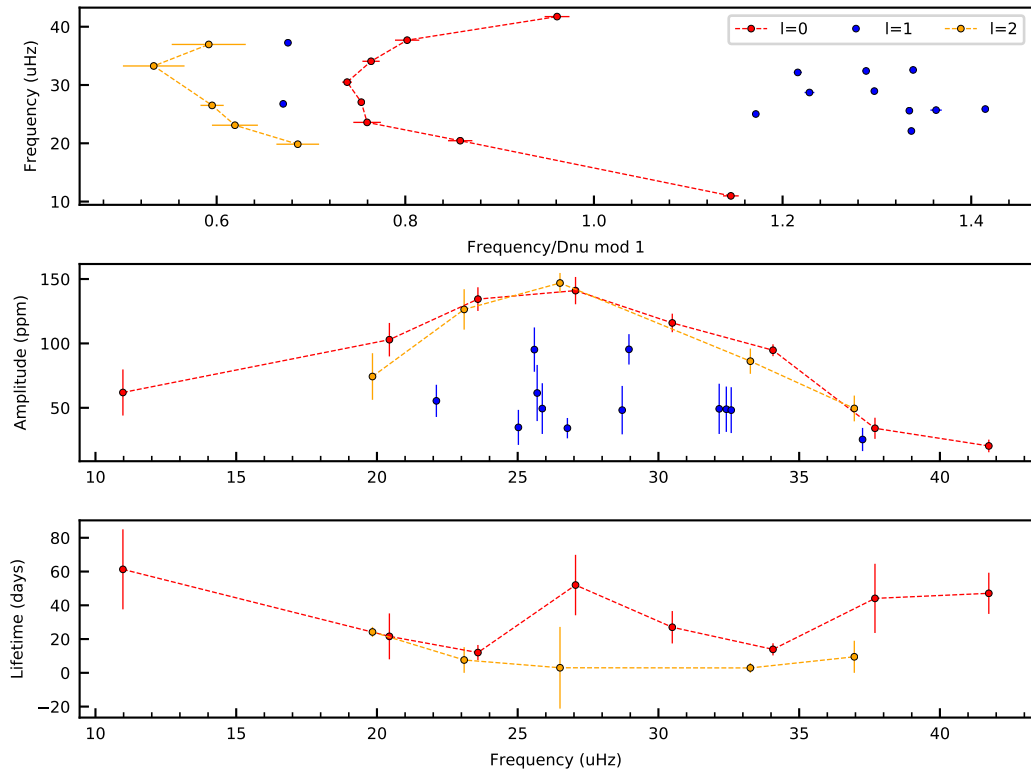 l=0 l=1 l=2
Frequency (uHz)
40
30
20
10
0.6 0.8 1.0 1.2 1.4
Frequency/Dnu mod 1
Amplitude (ppm)
150
100
50
10 15 20 25 30 35 40
Lifetime (days)
80
60
40
20
0
−20
10 15 20 25 30 35 40
Frequency (uHz)